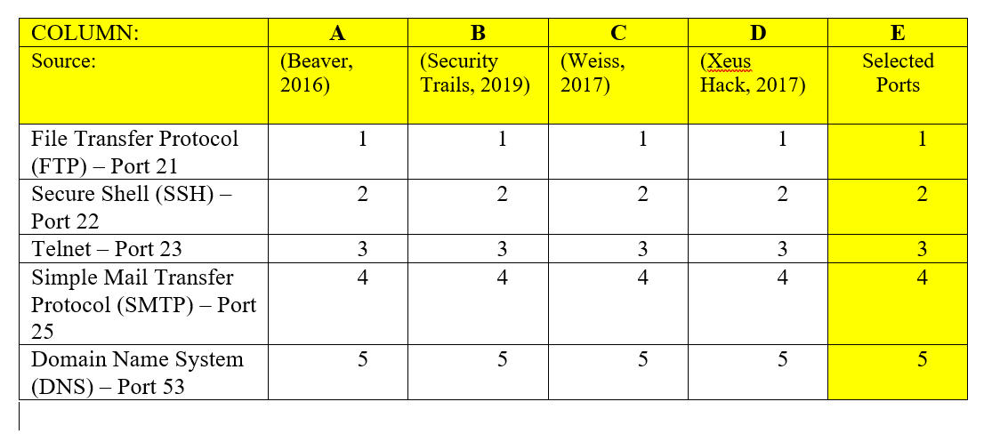 COLUMN: A B C D E
Source: (Beaver, (Security (Weiss, (Xeus Selected
2016) Trails, 2019) 2017) Hack, 2017) Ports
File Transfer Protocol 1 1 1 1 1
(FTP) – Port 21
Secure Shell (SSH) – 2 2 2 2 2
Port 22
Telnet – Port 23 3 3 3 3 3
Simple Mail Transfer 4 4 4 4 4
Protocol (SMTP) – Port
25
Domain Name System 5 5 5 5 5
(DNS) – Port 53